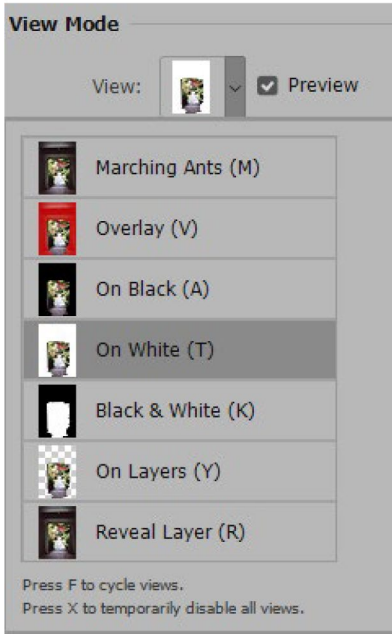 View Mode
View: Preview
Marching Ants (M)
Overlay (V)
On Black (A)
On White (T)
Black & White (K)
On Layers (Y)
Reveal Layer (R)
Press F to cycle views.
Press X to temporarily disable all views.